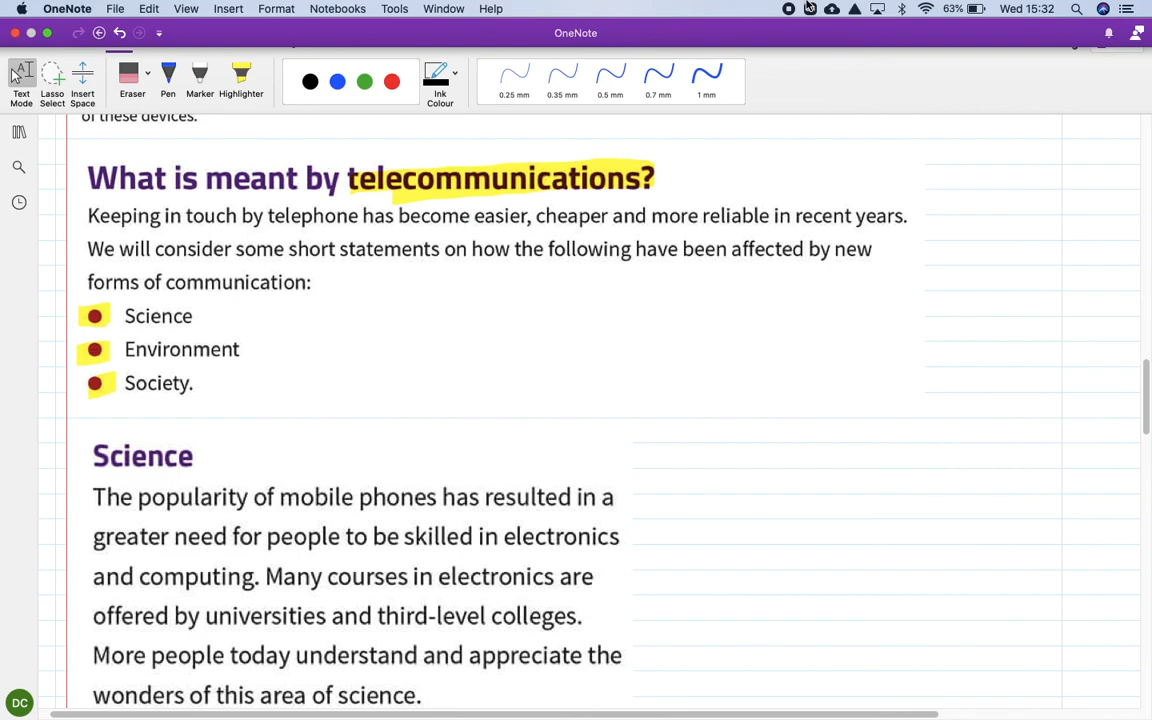 OneNote File Edit View Insert Format Notebooks Tools Window Help 63% Wed 15:32
OneNote
Text Mode
Lasso Select
Insert Space
Eraser
Pen
Marker
Highlighter
Ink Colour
0.25 mm 0.35 mm 0.5 mm 0.7 mm 1 mm
of these devices.
What is meant by telecommunications?
Keeping in touch by telephone has become easier, cheaper and more reliable in recent years.
We will consider some short statements on how the following have been affected by new
forms of communication:
Science
Environment
Society.
Science
The popularity of mobile phones has resulted in a
greater need for people to be skilled in electronics
and computing. Many courses in electronics are
offered by universities and third-level colleges.
More people today understand and appreciate the
wonders of this area of science.
DC